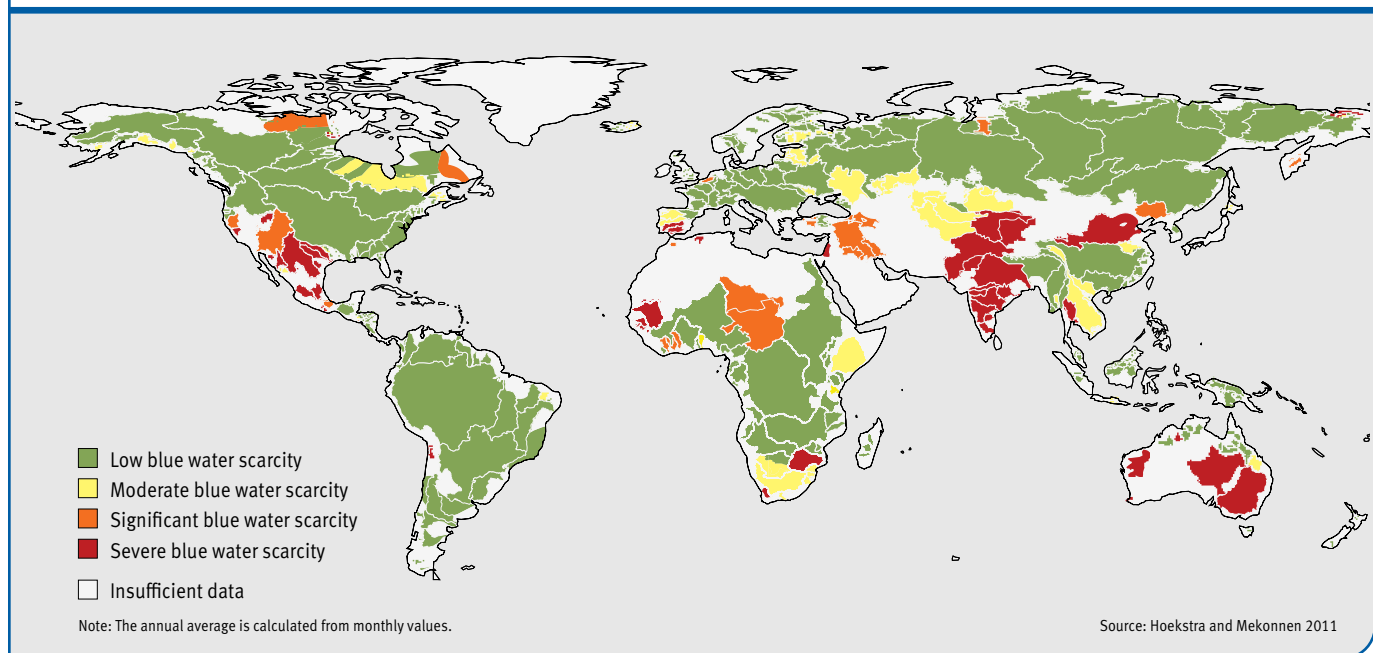 Low blue water scarcity
Moderate blue water scarcity
Significant blue water scarcity
Severe blue water scarcity
Insufficient data
Note: The annual average is calculated from monthly values.
Source: Hoekstra and Mekonnen 2011